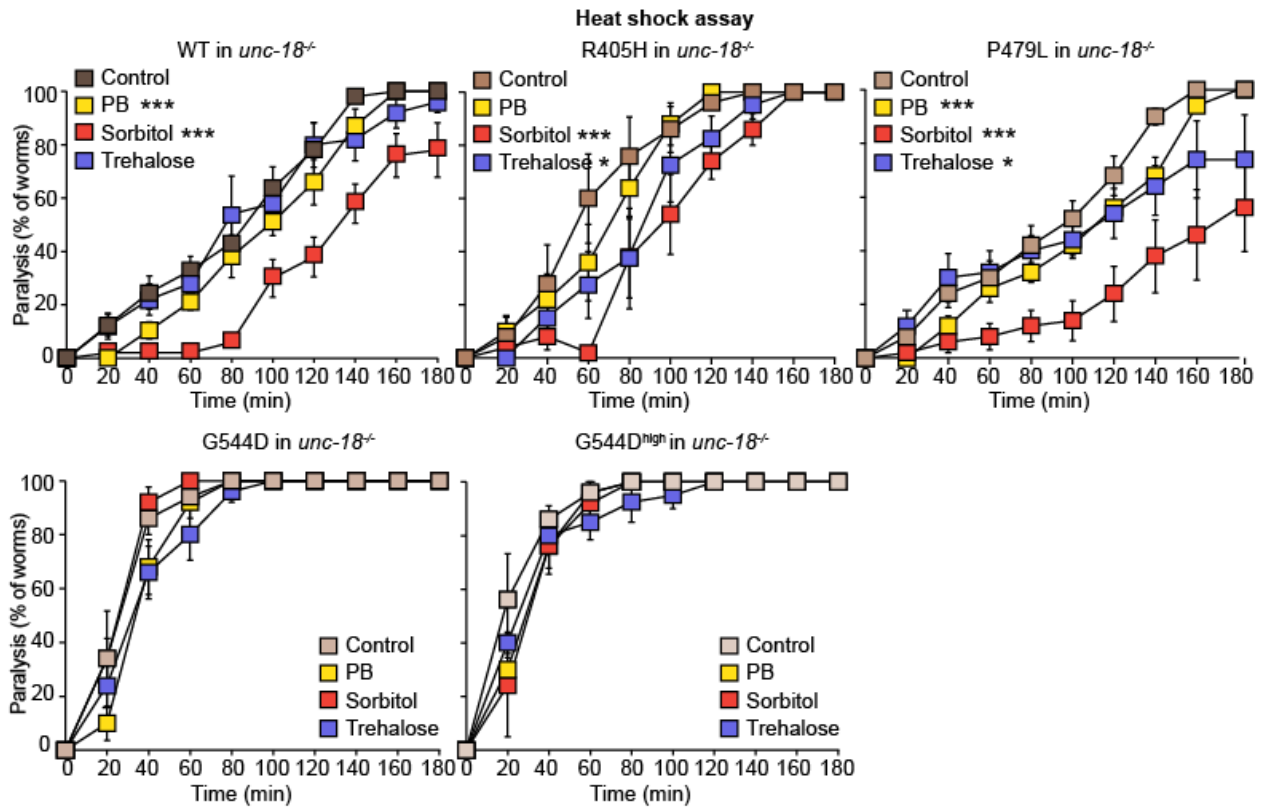 Heat shock assay
WT in unc-18-/-
Control
PB ***
Sorbitol ***
Trehalose
Paralysis (% of worms)
100
80
60
40
20
0
0 20 40 60 80 100 120 140 160 180
Time (min)
R405H in unc-18-/-
Control
PB
Sorbitol ***
Trehalose *
0 20 40 60 80 100 120 140 160 180
Time (min)
P479L in unc-18-/-
Control
PB ***
Sorbitol ***
Trehalose *
0 20 40 60 80 100 120 140 160 180
Time (min)
G544D in unc-18-/-
Paralysis (% of worms)
100
80
60
40
20
0
Control
PB
Sorbitol
Trehalose
0 20 40 60 80 100 120 140 160 180
Time (min)
G544Dhigh in unc-18-/-
Control
PB
Sorbitol
Trehalose
0 20 40 60 80 100 120 140 160 180
Time (min)